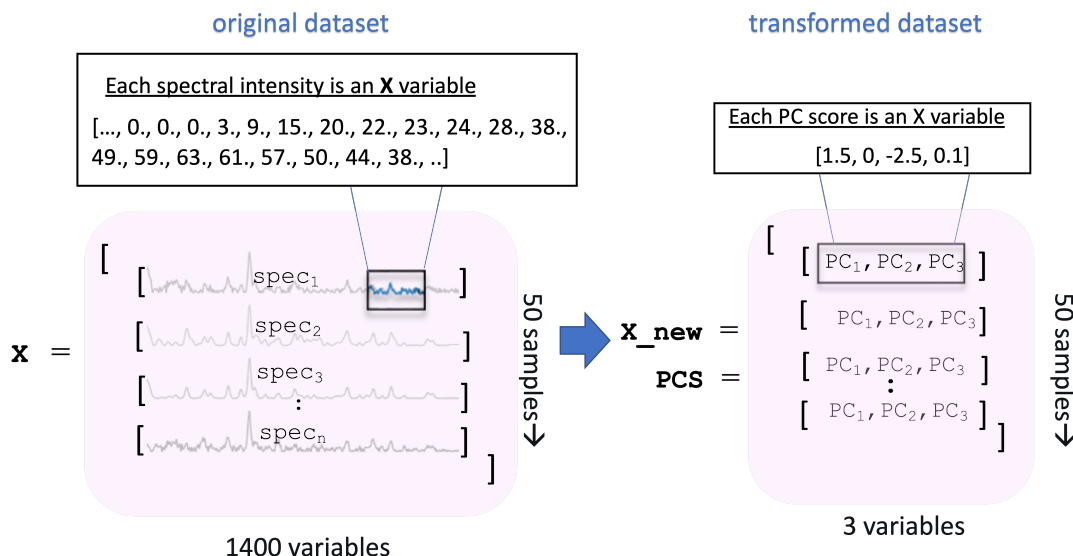 original dataset
Each spectral intensity is an X variable
[..., 0., 0., 0., 3., 9., 15., 20., 22., 23., 24., 28., 38.,
49., 59., 63., 61., 57., 50., 44., 38., ..]
[
[ spec₁ ]
[ spec₂ ]
[ spec₃ ]
:
[ specₙ ]
]
X =
50 samples→
1400 variables
transformed dataset
Each PC score is an X variable
[1.5, 0, -2.5, 0.1]
[
[ PC₁, PC₂, PC₃ ]
[ PC₁, PC₂, PC₃]
[ PC₁, PC₂, PC₃ ]
:
[ PC₁, PC₂, PC₃]
]
X_new =
PCS =
50 samples→
3 variables